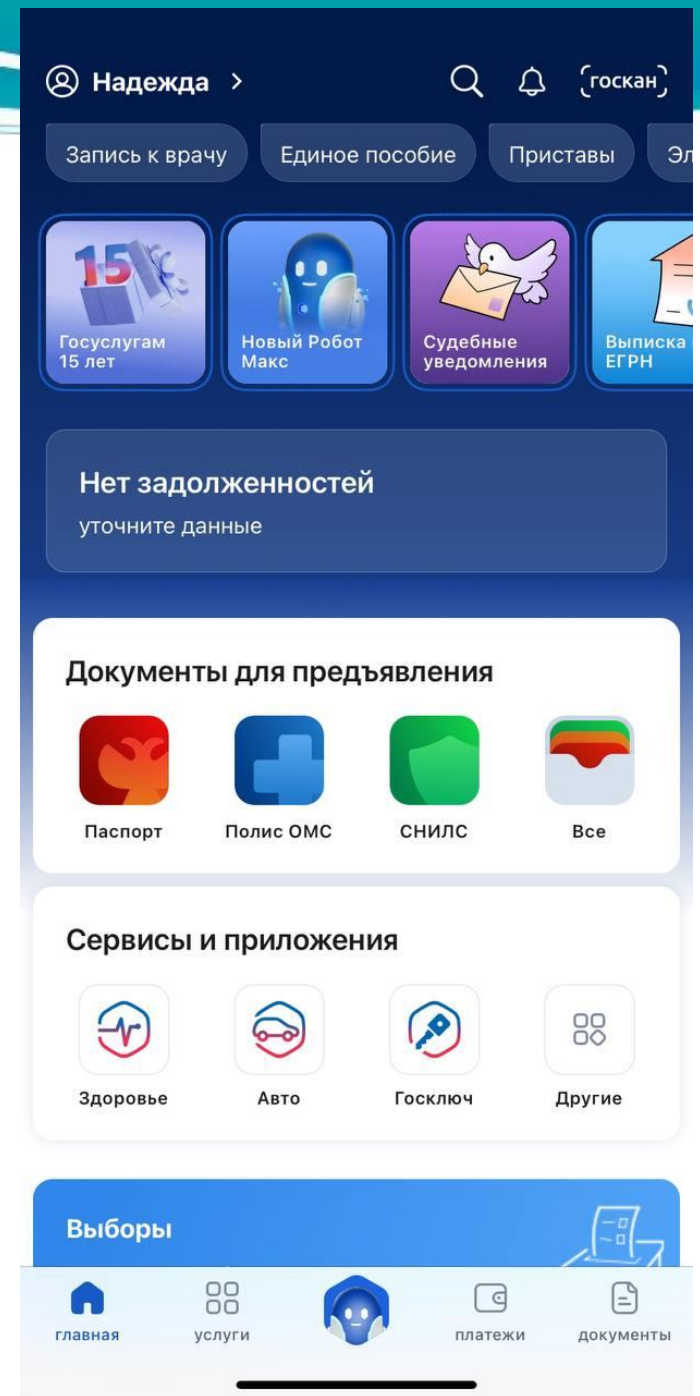 Надежда
госкан
Запись к врачу
Единое пособие
Приставы
15
Госуслугам
15 лет
Новый Робот
Макс
Судебные
уведомления
Выписка
ЕГРН
Нет задолженностей
уточните данные
Документы для предъявления
Паспорт
Полис ОМС
СНИЛС
Все
Сервисы и приложения
Здоровье
Авто
Госключ
Другие
Выборы
главная
услуги
платежи
документы